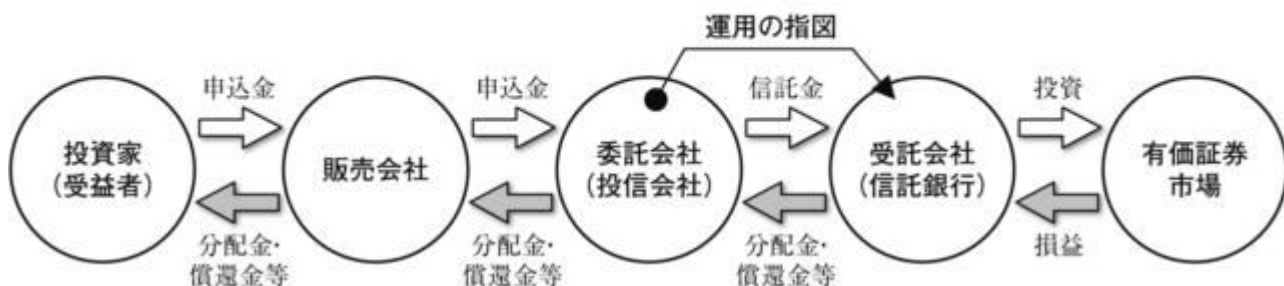 運用の指図
申込金
申込金
信託金
投資
投資家
(受益者)
販売会社
委託会社
(投信会社)
受託会社
(信託銀行)
有価証券
市場
分配金・
償還金等
分配金・
償還金等
分配金・
償還金等
損益